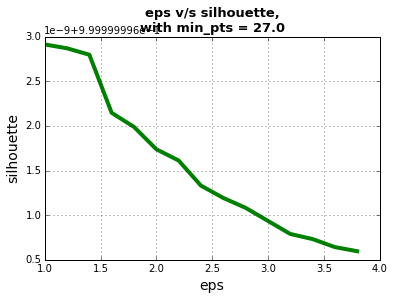 eps v/s silhouette,
with min_pts = 27.0
1e-9+9.99999996e-1
3.0
2.5
2.0
1.5
1.0
0.5
silhouette
1.0 1.5 2.0 2.5 3.0 3.5 4.0
eps